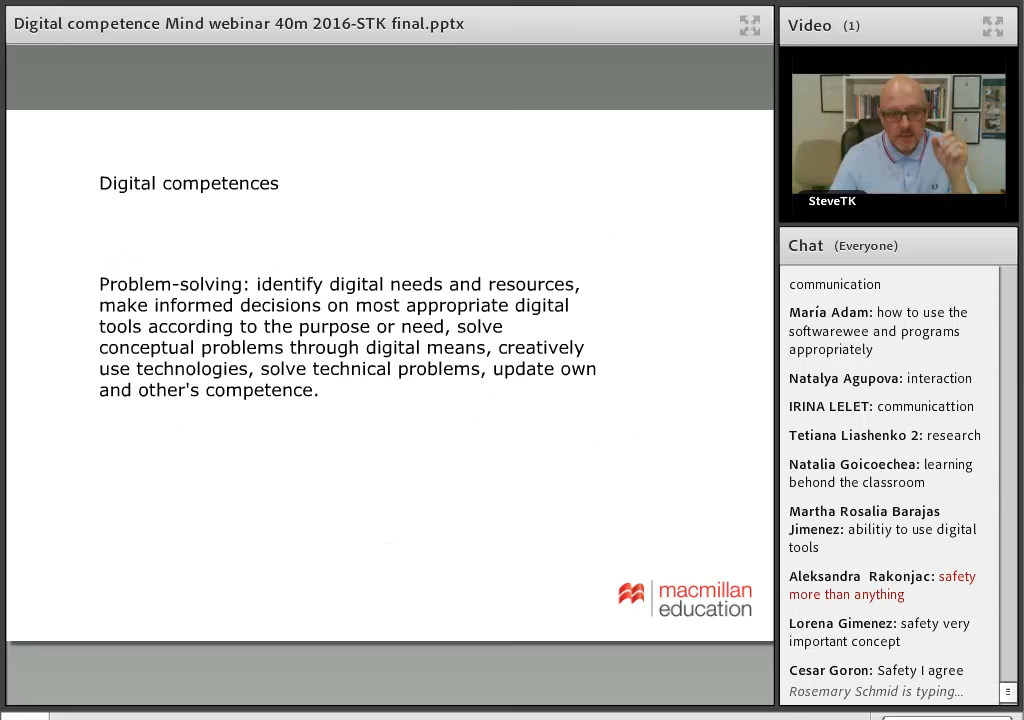 Digital competence Mind webinar 40m 2016-STK final.pptx
Digital competences
Problem-solving: identify digital needs and resources,
make informed decisions on most appropriate digital
tools according to the purpose or need, solve
conceptual problems through digital means, creatively
use technologies, solve technical problems, update own
and other's competence.
macmillan
education
Video (1)
SteveTK
Chat (Everyone)
communication
María Adam: how to use the
softwarewee and programs
appropriately
Natalya Agupova: interaction
IRINA LELET: communicattion
Tetiana Liashenko 2: research
Natalia Goicoechea: learning
behond the classroom
Martha Rosalia Barajas
Jimenez: abilitiy to use digital
tools
Aleksandra Rakonjac: safety
more than anything
Lorena Gimenez: safety very
important concept
Cesar Goron: Safety I agree
Rosemary Schmid is typing...